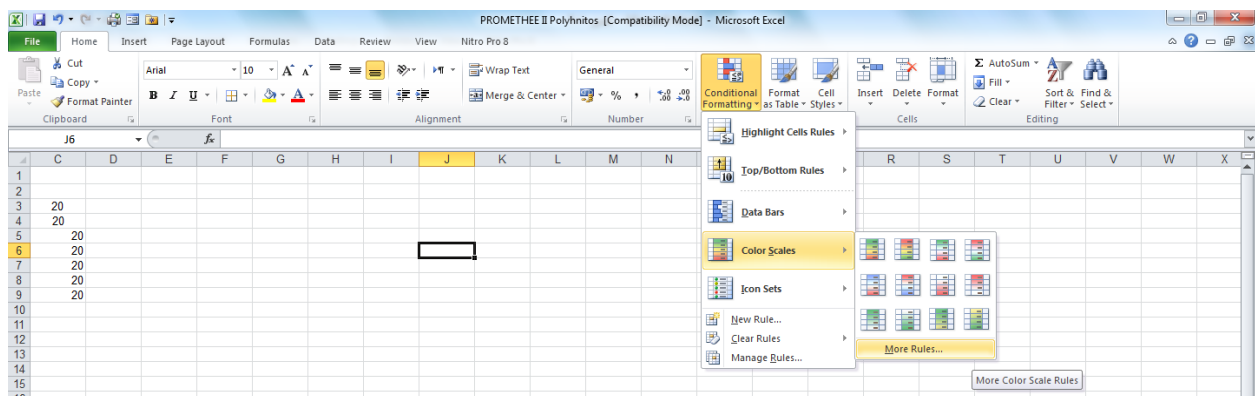 PROMETHEE II Polyhnitos [Compatibility Mode] - Microsoft Excel
File Home Insert Page Layout Formulas Data Review View Nitro Pro 8
Paste
Cut
Copy
Format Painter
Clipboard
Arial 10
B I U
Font
Wrap Text
Merge & Center
Alignment
General
% ,
Number
Conditional Formatting
Format as Table
Cell Styles
Insert Delete Format
Cells
Σ AutoSum
Fill
Clear
Sort & Filter
Find & Select
Editing
J6 fx
C D E F G H I J K L M N R S T U V W X
1
2
3 20
4 20
5 20
6 20
7 20
8 20
9 20
10
11
12
13
14
15
Highlight Cells Rules
Top/Bottom Rules
Data Bars
Color Scales
Icon Sets
New Rule...
Clear Rules
Manage Rules...
More Rules...
More Color Scale Rules